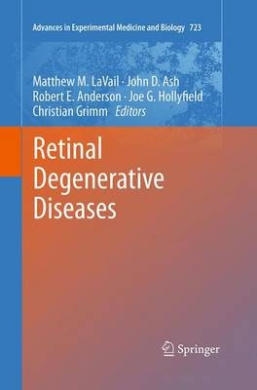 Advances in Experimental Medicine and Biology 723
Matthew M. LaVail · John D. Ash
Robert E. Anderson · Joe G. Hollyfield
Christian Grimm Editors
Retinal
Degenerative
Diseases
Springer